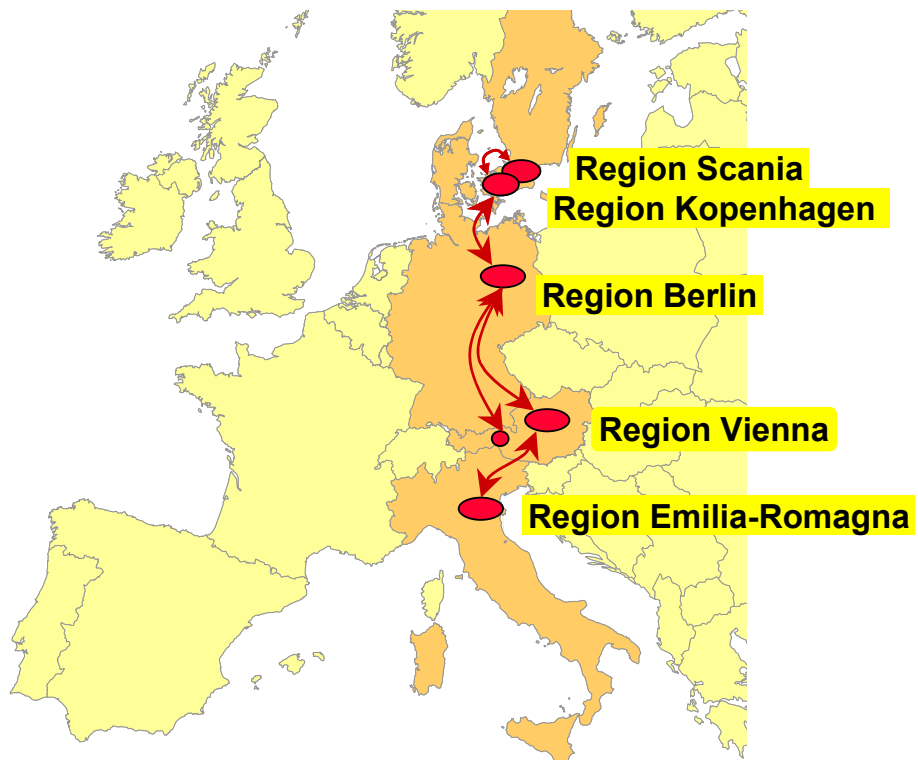 Region Scania
Region Kopenhagen
Region Berlin
Region Vienna
Region Emilia-Romagna